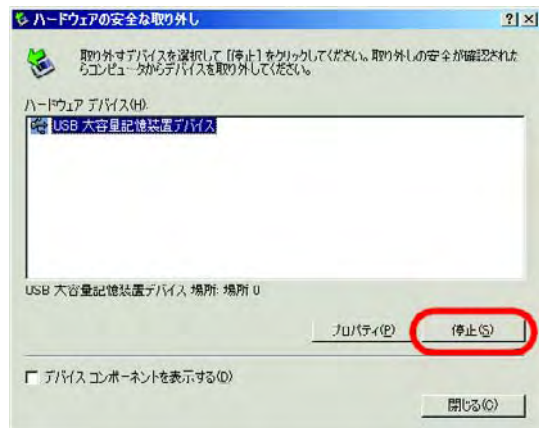 ハードウェアの安全な取り外し
取り外すデバイスを選択して [停止] をクリックしてください。取り外しの安全が確認された
らコンピュータからデバイスを取り外してください。
ハードウェア デバイス(H):
USB 大容量記憶装置デバイス
USB 大容量記憶装置デバイス 場所: 場所 0
プロパティ(P)
停止(S)
デバイス コンポーネントを表示する(D)
閉じる(C)